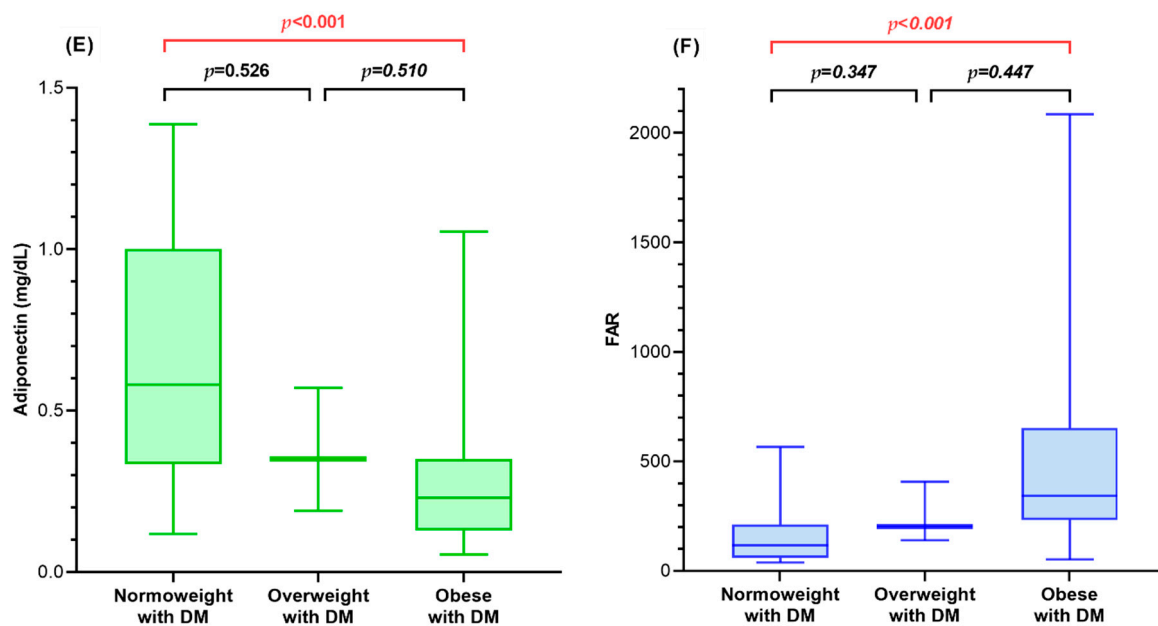 (E)
p<0.001
p=0.526
p=0.510
1.5
1.0
0.5
0.0
Adiponectin (mg/dL)
Normoweight
with DM
Overweight
with DM
Obese
with DM
(F)
p<0.001
p=0.347
p=0.447
2000
1500
1000
500
0
FAR
Normoweight
with DM
Overweight
with DM
Obese
with DM